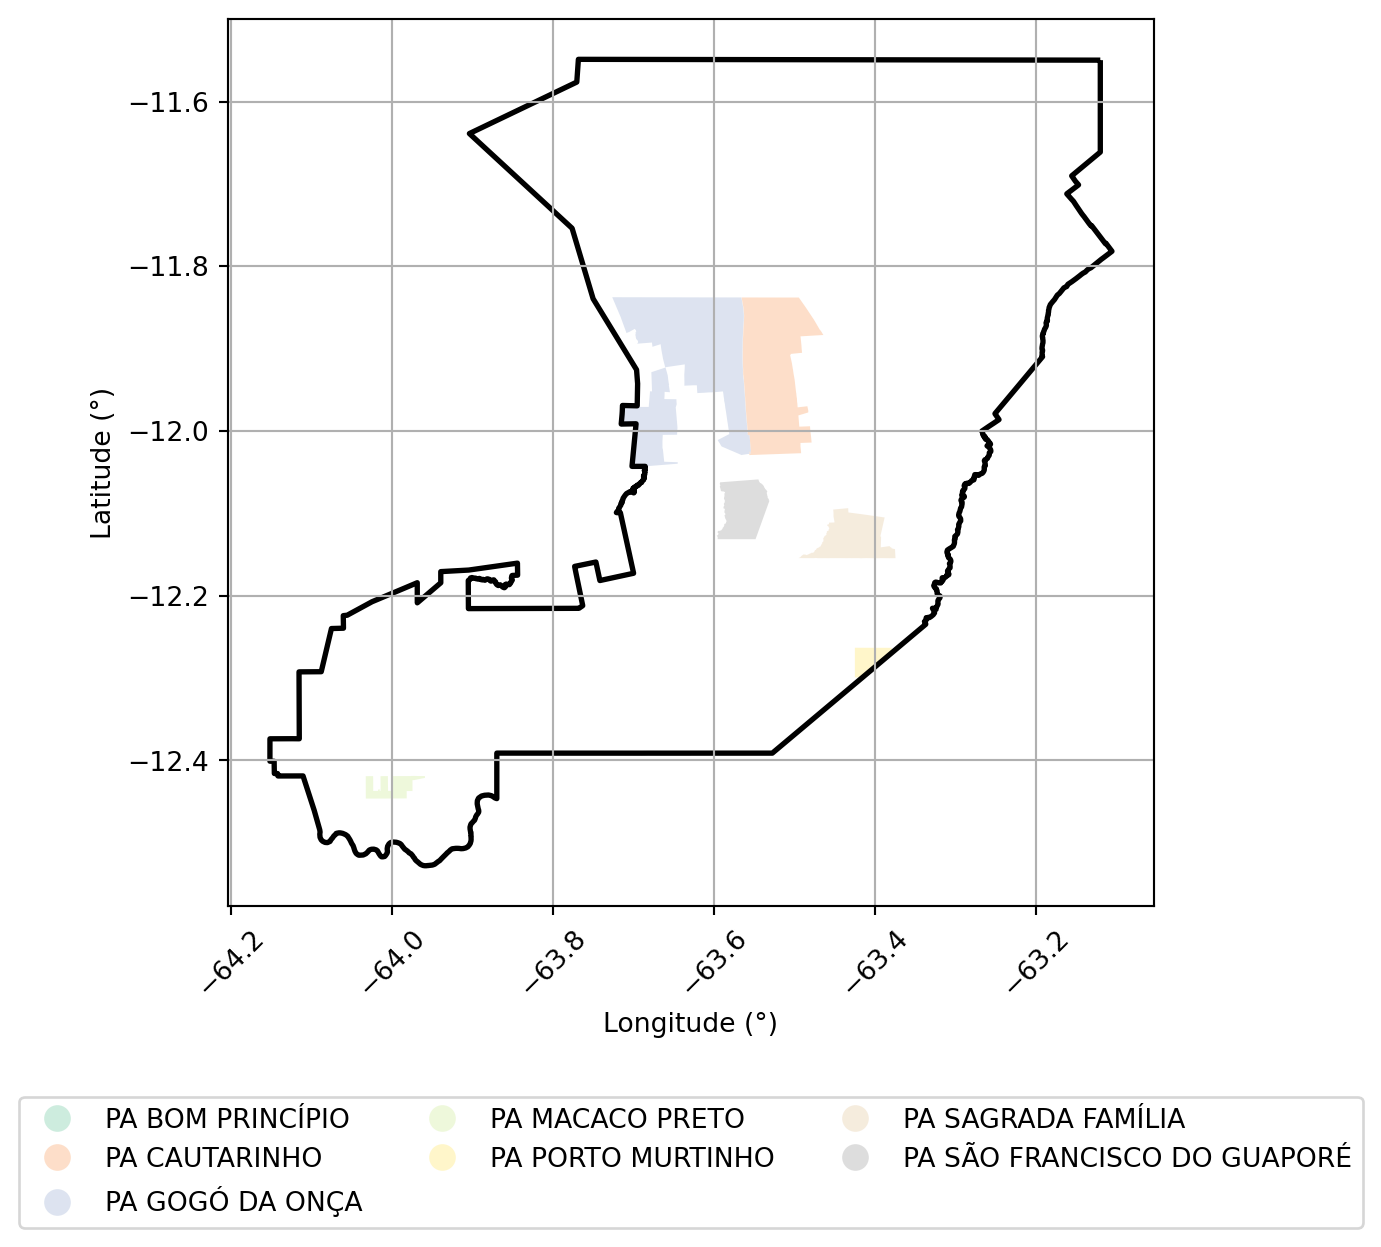 −11.6
−11.8
−12.0
−12.2
−12.4
Latitude (°)
−64.2
−64.0
−63.8
−63.6
−63.4
−63.2
Longitude (°)
PA BOM PRINCÍPIO
PA CAUTARINHO
PA GOGÓ DA ONÇA
PA MACACO PRETO
PA PORTO MURTINHO
PA SAGRADA FAMÍLIA
PA SÃO FRANCISCO DO GUAPORÉ